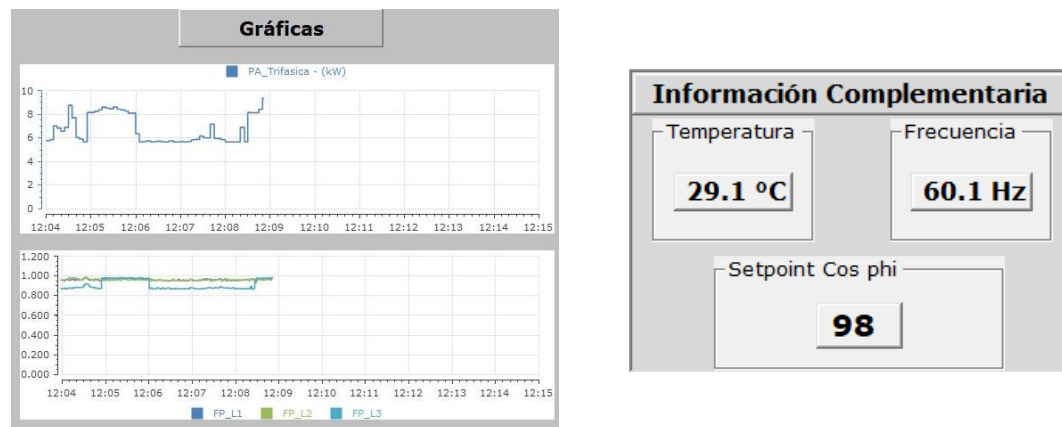 Gráficas
PA_Trifasica - (kW)
10
8
6
4
2
0
12:04 12:05 12:06 12:07 12:08 12:09 12:10 12:11 12:12 12:13 12:14 12:15
1.200
1.000
0.800
0.600
0.400
0.200
0.000
12:04 12:05 12:06 12:07 12:08 12:09 12:10 12:11 12:12 12:13 12:14 12:15
FP_L1 FP_L2 FP_L3
Información Complementaria
Temperatura Frecuencia
29.1 ºC 60.1 Hz
Setpoint Cos phi
98